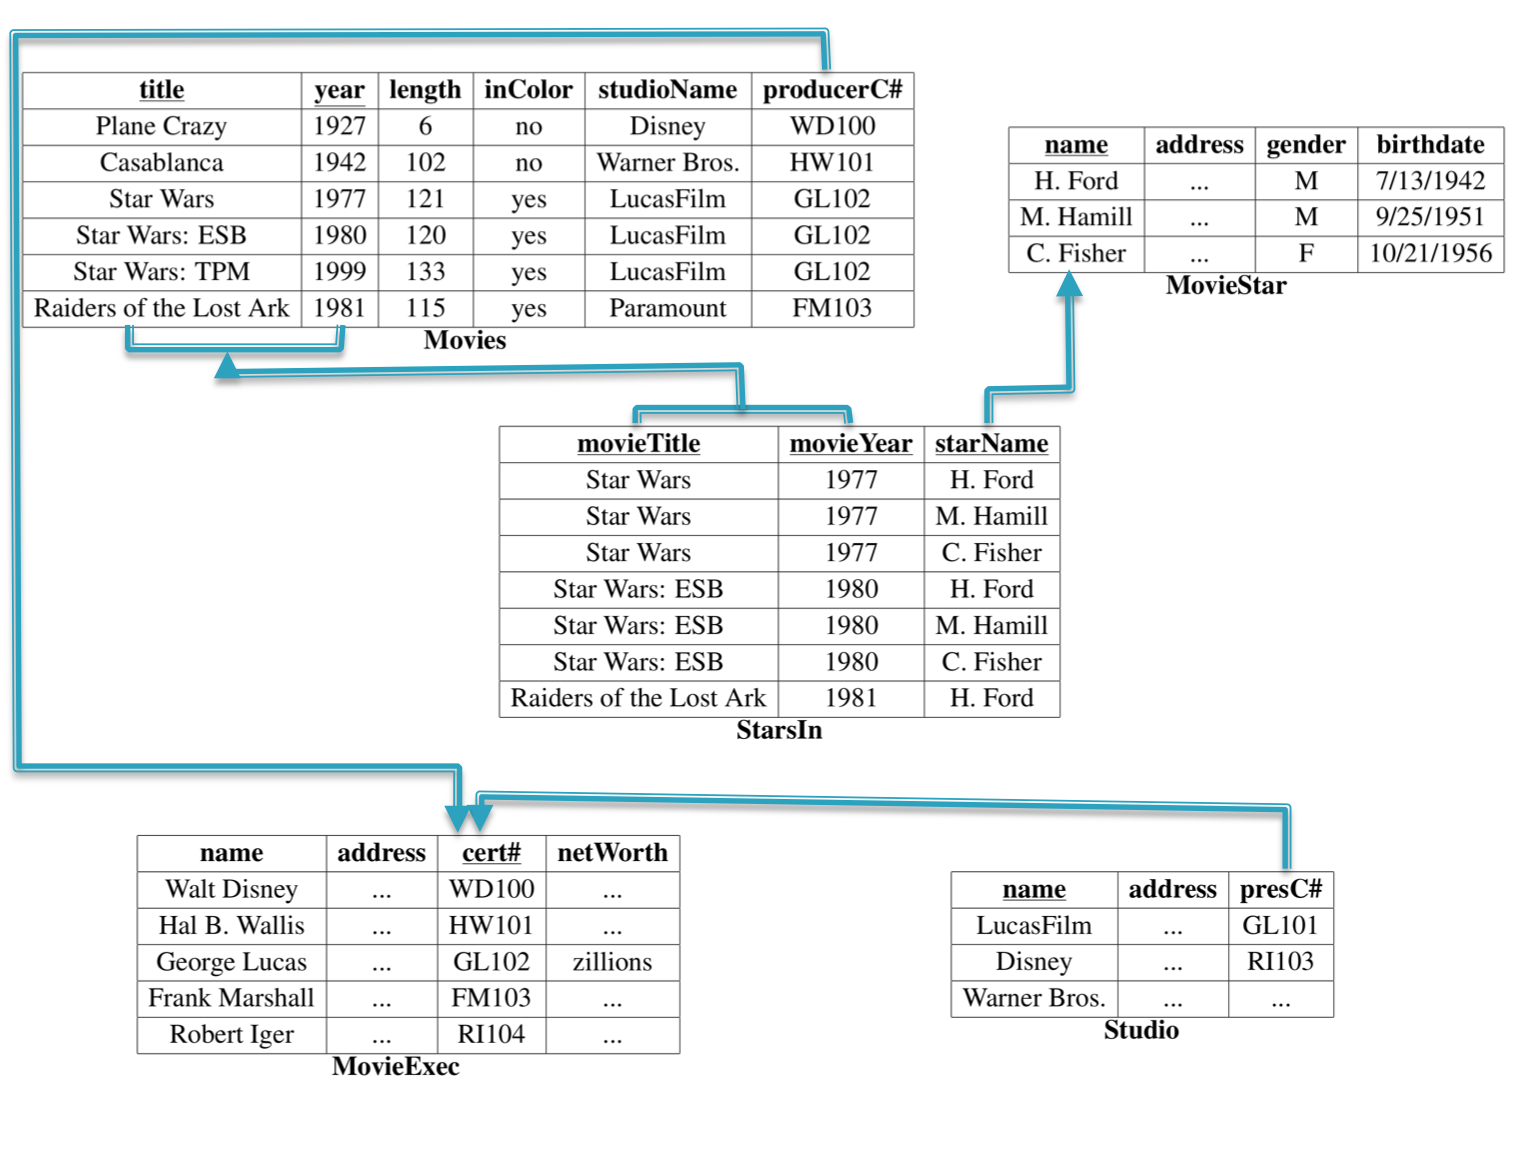 title year length inColor studioName producerC#
Plane Crazy 1927 6 no Disney WD100
Casablanca 1942 102 no Warner Bros. HW101
Star Wars 1977 121 yes LucasFilm GL102
Star Wars: ESB 1980 120 yes LucasFilm GL102
Star Wars: TPM 1999 133 yes LucasFilm GL102
Raiders of the Lost Ark 1981 115 yes Paramount FM103
Movies
name address gender birthdate
H. Ford ... M 7/13/1942
M. Hamill ... M 9/25/1951
C. Fisher ... F 10/21/1956
MovieStar
movieTitle movieYear starName
Star Wars 1977 H. Ford
Star Wars 1977 M. Hamill
Star Wars 1977 C. Fisher
Star Wars: ESB 1980 H. Ford
Star Wars: ESB 1980 M. Hamill
Star Wars: ESB 1980 C. Fisher
Raiders of the Lost Ark 1981 H. Ford
StarsIn
name address cert# netWorth
Walt Disney ... WD100 ...
Hal B. Wallis ... HW101 ...
George Lucas ... GL102 zillions
Frank Marshall ... FM103 ...
Robert Iger ... RI104 ...
MovieExec
name address presC#
LucasFilm ... GL101
Disney ... RI103
Warner Bros. ... ...
Studio